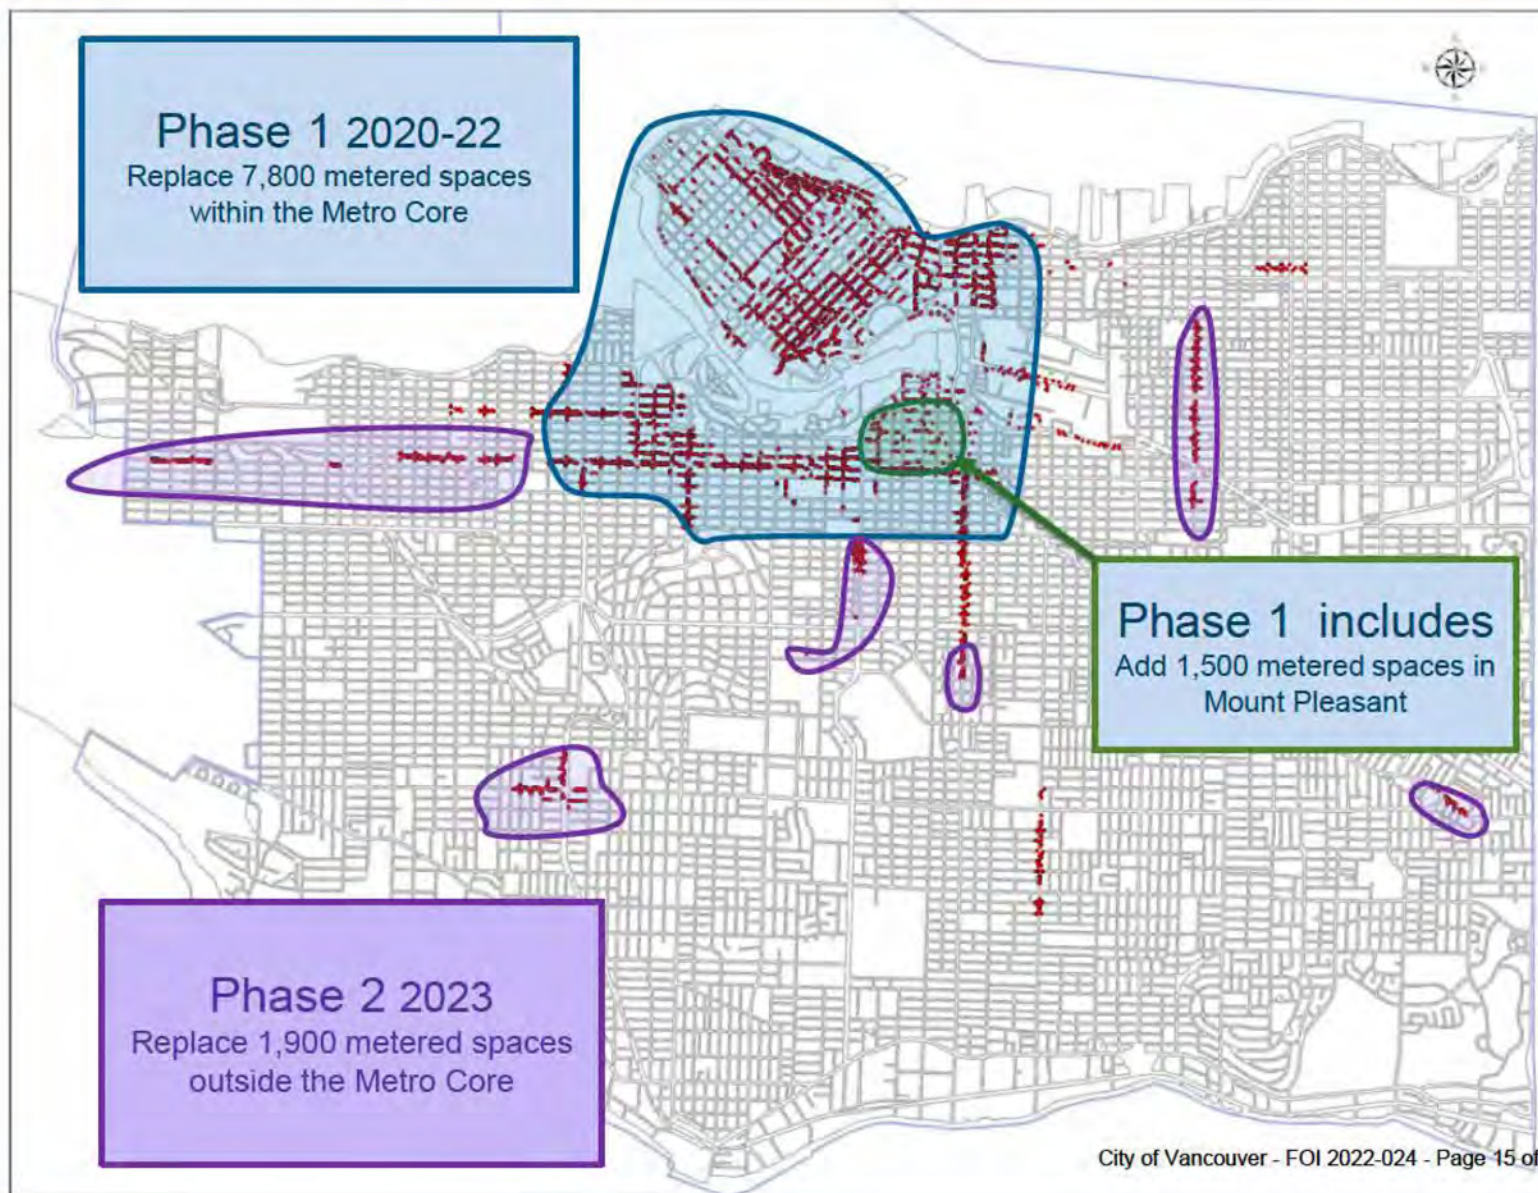 Phase 1 2020-22
Replace 7,800 metered spaces
within the Metro Core
Phase 1 includes
Add 1,500 metered spaces in
Mount Pleasant
Phase 2 2023
Replace 1,900 metered spaces
outside the Metro Core
City of Vancouver - FOI 2022-024 - Page 15 of